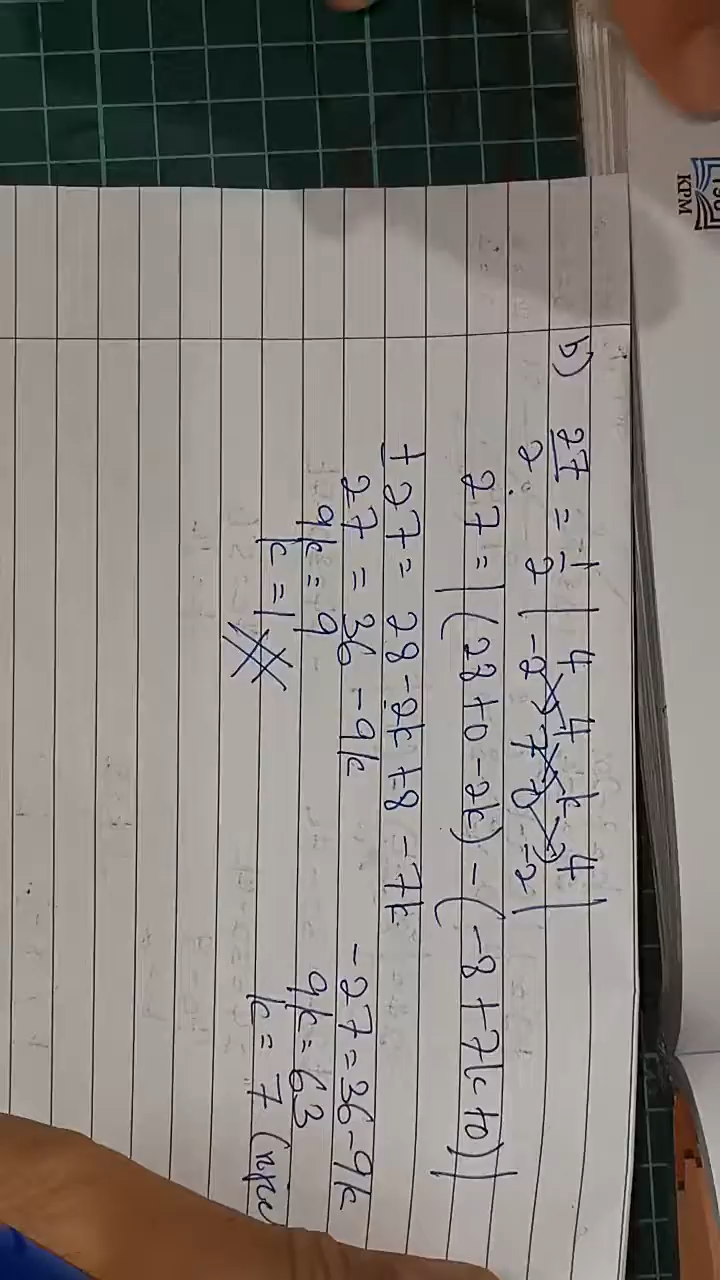 KPM
b) 27/2 = 1/2 | 4 4 k 4
-2 7 0 -2 |
27 = | (28+0-2k) - (-8+7k+0) |
± 27 = 28-2k+8-7k
27 = 36-9k
9k = 9
k = 1
-27 = 36-9k
9k = 63
k = 7